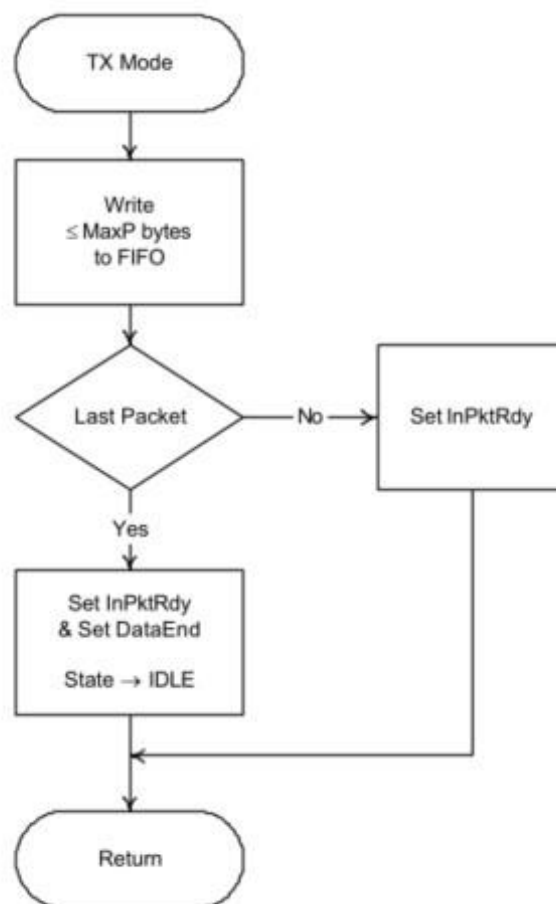 TX Mode
Write
≤ MaxP bytes
to FIFO
Last Packet
No
Set InPktRdy
Yes
Set InPktRdy
& Set DataEnd
State → IDLE
Return